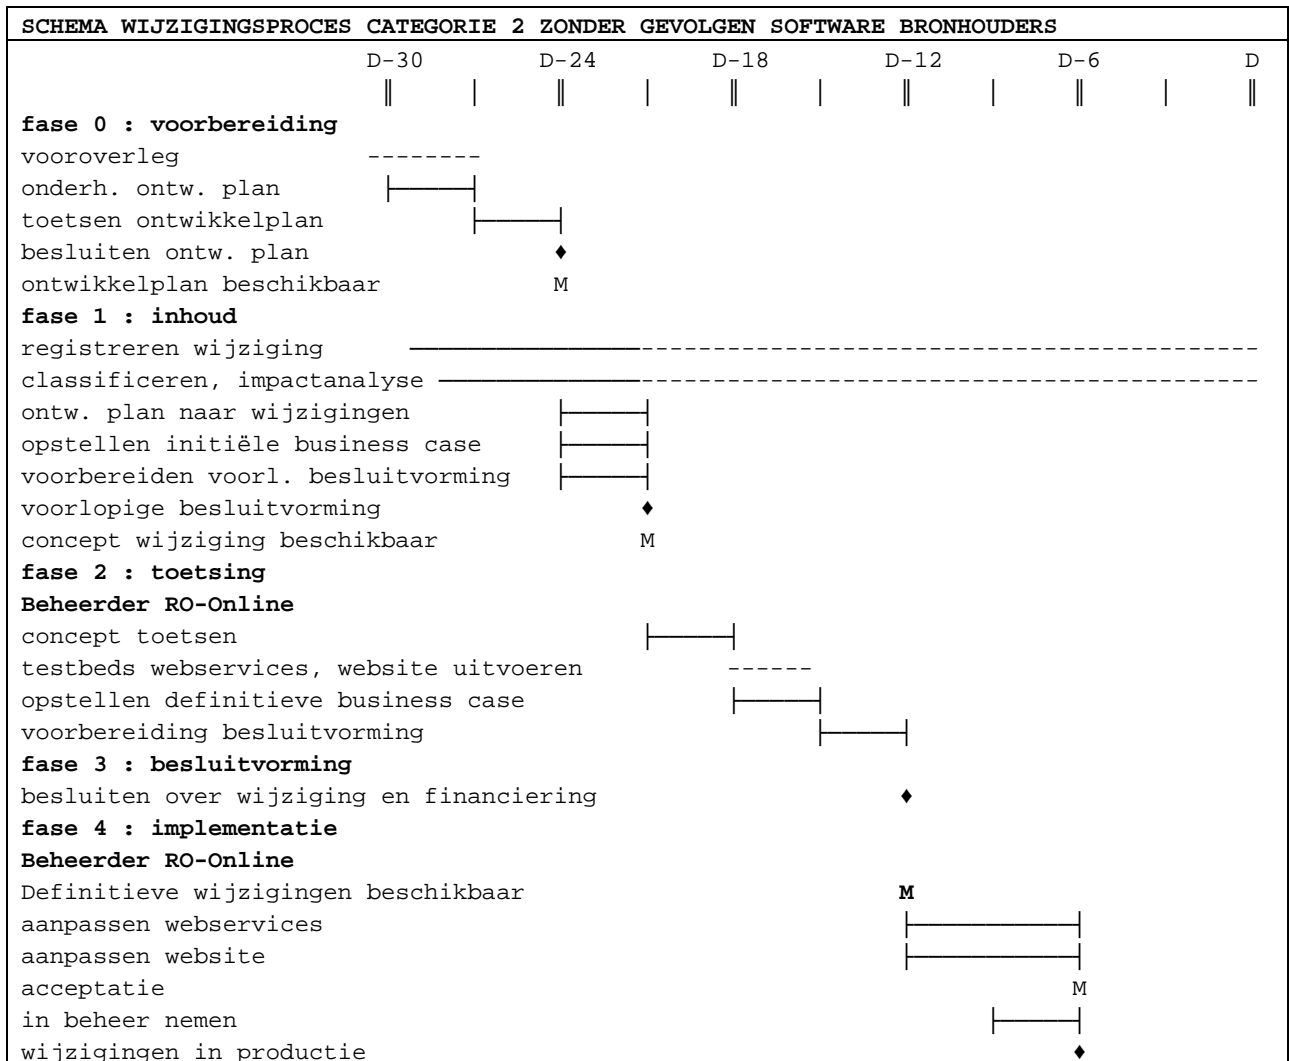 SCHEMA WIJZIGINGSPROCES CATEGORIE 2 ZONDER GEVOLGEN SOFTWARE BRONHOUDERS
D-30 D-24 D-18 D-12 D-6 D
fase 0 : voorbereiding
vooroverleg
onderh. ontw. plan
toetsen ontwikkelplan
besluiten ontw. plan ♦
ontwikkelplan beschikbaar M
fase 1 : inhoud
registreren wijziging
classificeren, impactanalyse
ontw. plan naar wijzigingen
opstellen initiële business case
voorbereiden voorl. besluitvorming
voorlopige besluitvorming ♦
concept wijziging beschikbaar M
fase 2 : toetsing
Beheerder RO-Online
concept toetsen
testbeds webservices, website uitvoeren
opstellen definitieve business case
voorbereiding besluitvorming
fase 3 : besluitvorming
besluiten over wijziging en financiering ♦
fase 4 : implementatie
Beheerder RO-Online
Definitieve wijzigingen beschikbaar M
aanpassen webservices
aanpassen website
acceptatie M
in beheer nemen
wijzigingen in productie ♦